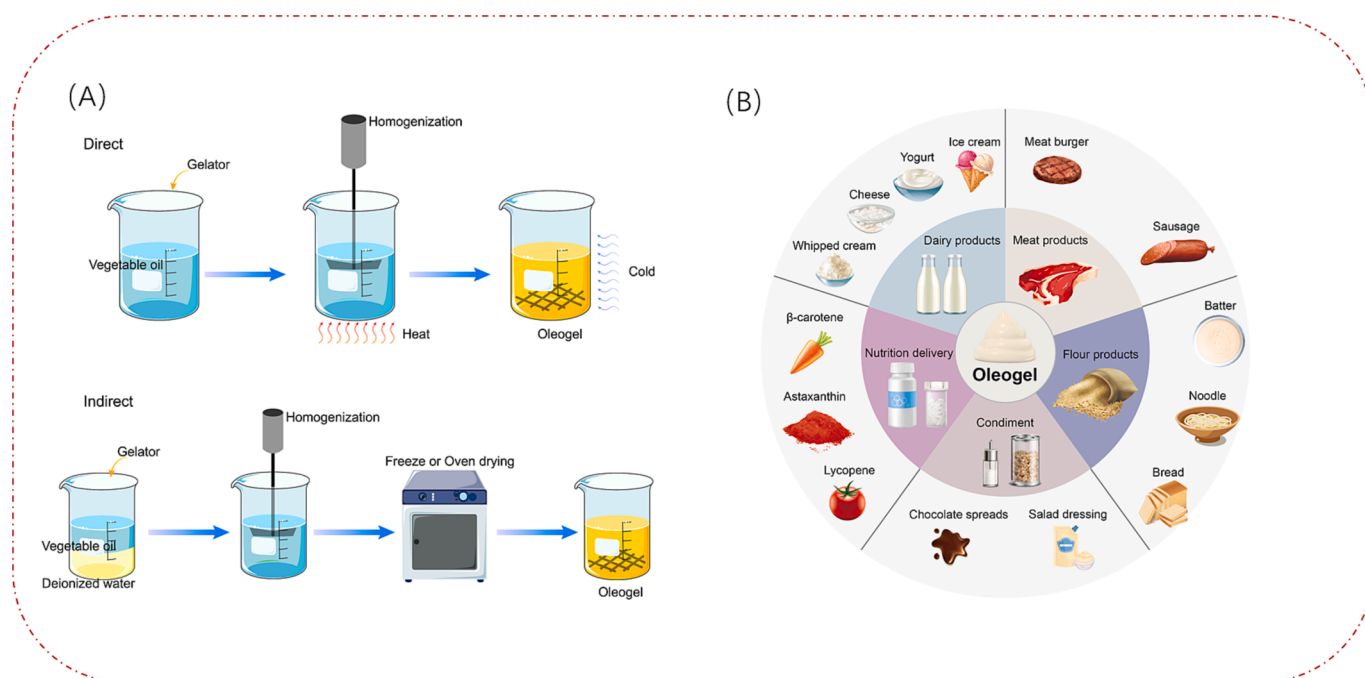 (A)
Direct
Gelator
Vegetable oil
Homogenization
Heat
Cold
Oleogel
Indirect
Gelator
Vegetable oil
Deionized water
Homogenization
Freeze or Oven drying
Oleogel
(B)
Ice cream
Yogurt
Cheese
Whipped cream
Meat burger
Sausage
Dairy products
Meat products
Batter
β-carotene
Nutrition delivery
Oleogel
Flour products
Astaxanthin
Noodle
Condiment
Lycopene
Bread
Chocolate spreads
Salad dressing